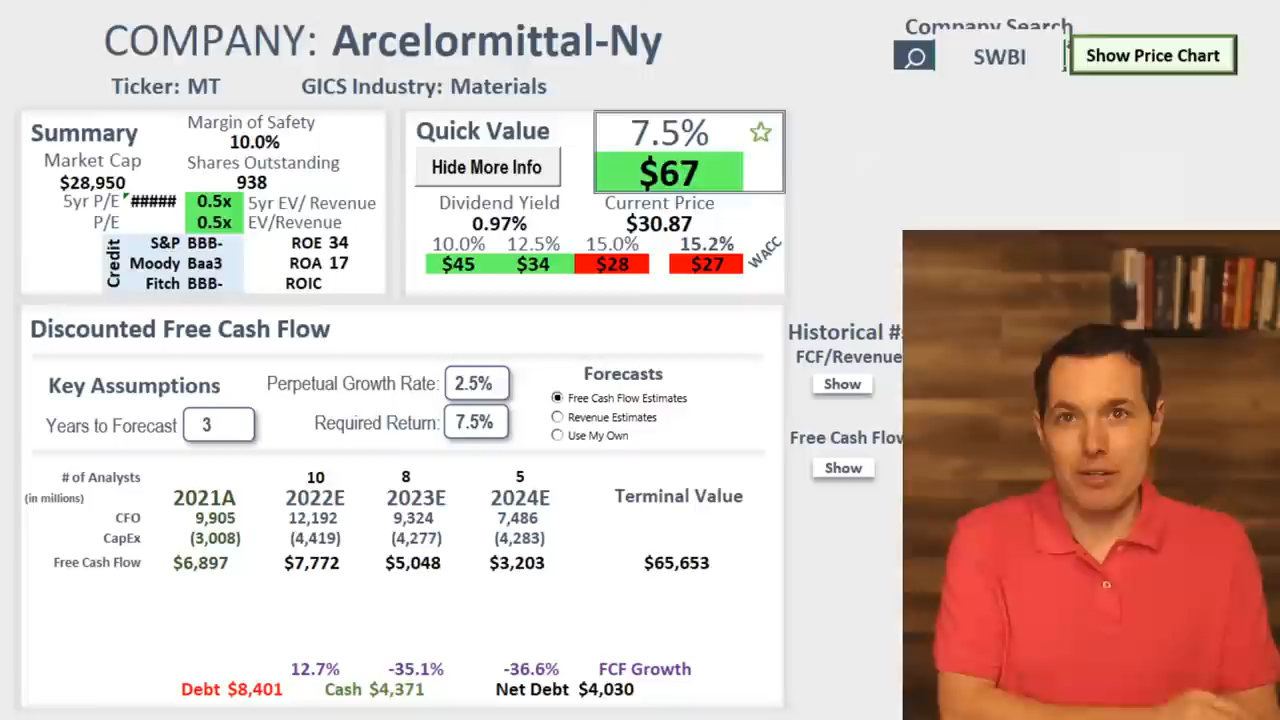 COMPANY: Arcelormittal-Ny
Ticker: MT
GICS Industry: Materials
Company Search
SWBI
Show Price Chart
Summary
Margin of Safety
10.0%
Market Cap
Shares Outstanding
$28,950
938
5yr P/E ##### 0.5x 5yr EV/ Revenue
P/E 0.5x EV/Revenue
Credit
S&P BBB- ROE 34
Moody Baa3 ROA 17
Fitch BBB- ROIC
Quick Value
7.5%
Hide More Info
$67
Dividend Yield
Current Price
0.97%
$30.87
10.0% 12.5% 15.0% 15.2%
$45 $34 $28 $27
WACC
Discounted Free Cash Flow
Key Assumptions
Perpetual Growth Rate: 2.5%
Years to Forecast 3
Required Return: 7.5%
Forecasts
Free Cash Flow Estimates
Revenue Estimates
Use My Own
Historical #
FCF/Revenue
Show
Free Cash Flow
Show
# of Analysts 10 8 5
(in millions) 2021A 2022E 2023E 2024E Terminal Value
CFO 9,905 12,192 9,324 7,486
CapEx (3,008) (4,419) (4,277) (4,283)
Free Cash Flow $6,897 $7,772 $5,048 $3,203 $65,653
12.7% -35.1% -36.6% FCF Growth
Debt $8,401 Cash $4,371 Net Debt $4,030